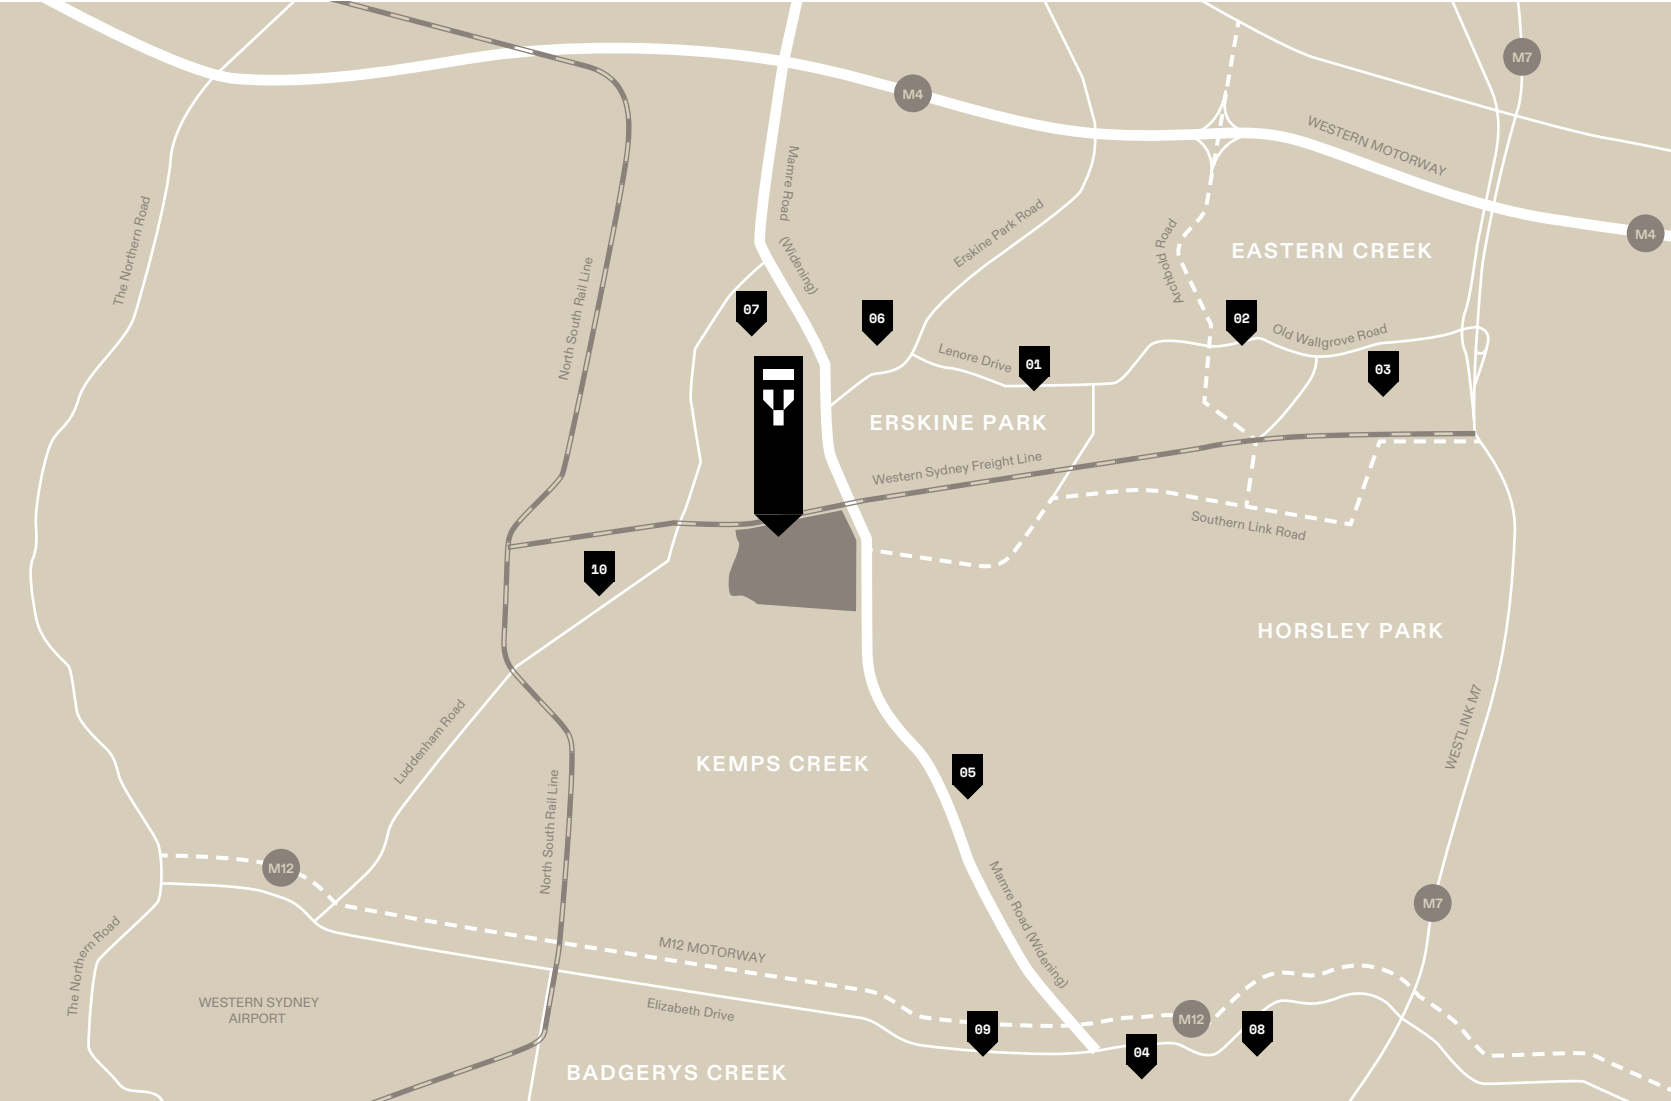 M7
M4
WESTERN MOTORWAY
Mamre Road
(Widening)
The Northern Road
Erskine Park Road
Archbold Road
M4
EASTERN CREEK
North South Rail Line
07
06
02
Old Wallgrove Road
Lenore Drive
01
03
ERSKINE PARK
Western Sydney Freight Line
Southern Link Road
10
HORSLEY PARK
Luddenham Road
WESTLINK M7
KEMPS CREEK
05
North South Rail Line
M12
Mamre Road (Widening)
M7
The Northern Road
M12 MOTORWAY
WESTERN SYDNEY
AIRPORT
Elizabeth Drive
M12
09
08
04
BADGERYS CREEK